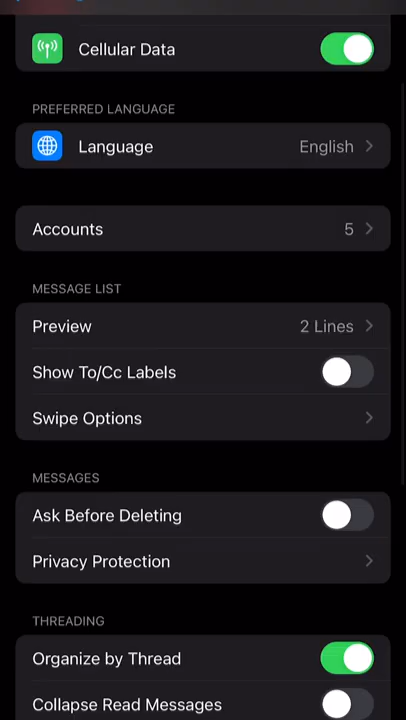 Cellular Data
PREFERRED LANGUAGE
Language English
Accounts 5
MESSAGE LIST
Preview 2 Lines
Show To/Cc Labels
Swipe Options
MESSAGES
Ask Before Deleting
Privacy Protection
THREADING
Organize by Thread
Collapse Read Messages